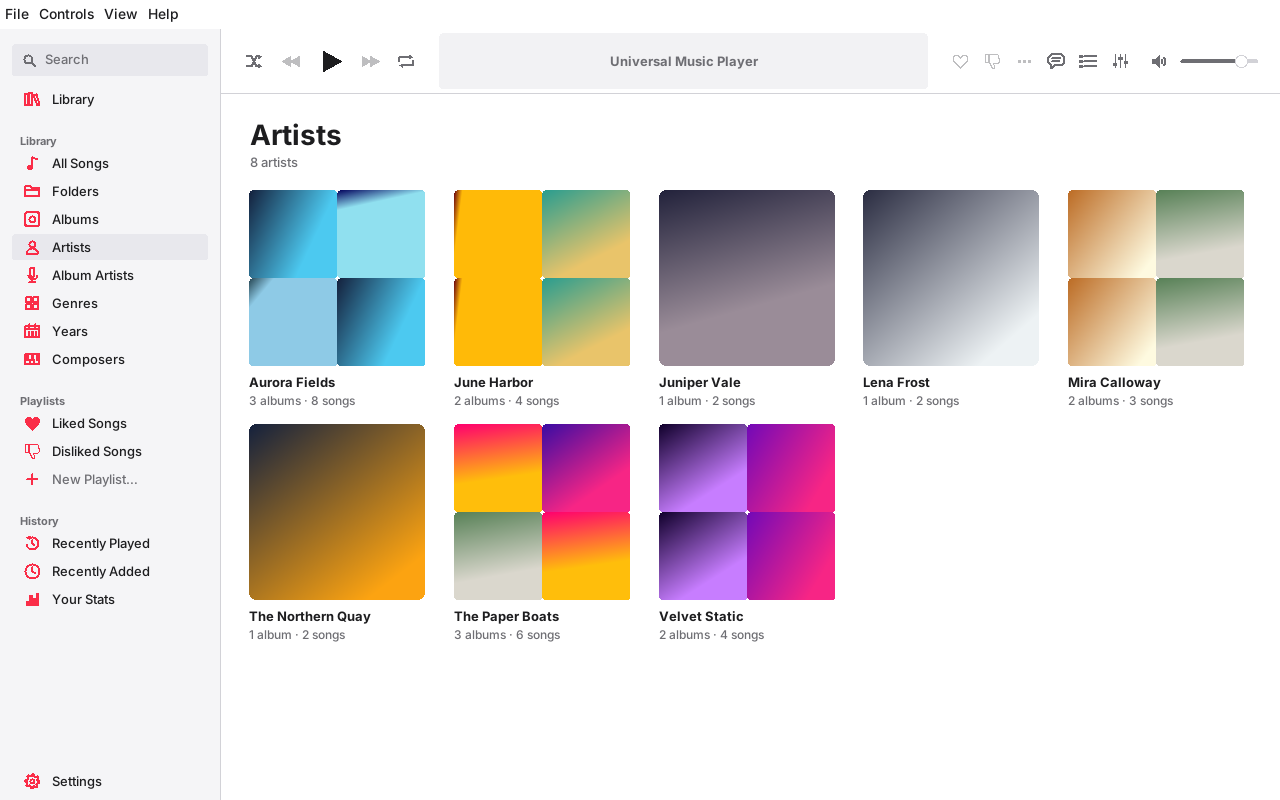 File Controls View Help
Search
Library
Library
All Songs
Folders
Albums
Artists
Album Artists
Genres
Years
Composers
Playlists
Liked Songs
Disliked Songs
New Playlist...
History
Recently Played
Recently Added
Your Stats
Settings
Universal Music Player
Artists
8 artists
Aurora Fields
3 albums · 8 songs
June Harbor
2 albums · 4 songs
Juniper Vale
1 album · 2 songs
Lena Frost
1 album · 2 songs
Mira Calloway
2 albums · 3 songs
The Northern Quay
1 album · 2 songs
The Paper Boats
3 albums · 6 songs
Velvet Static
2 albums · 4 songs